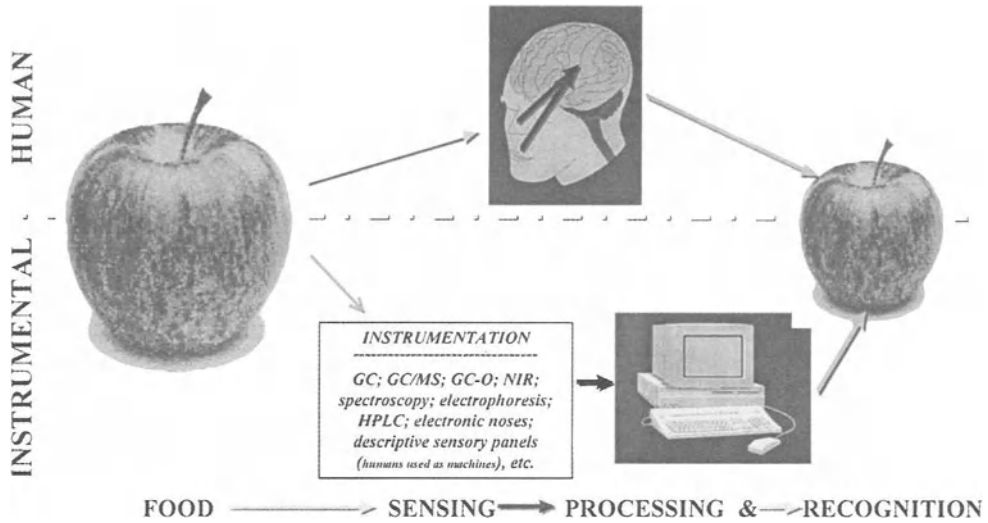 HUMAN
INSTRUMENTAL
INSTRUMENTATION
GC; GC/MS; GC-O; NIR;
spectroscopy; electrophoresis;
HPLC; electronic noses;
descriptive sensory panels
(humans used as machines), etc.
FOOD SENSING PROCESSING & RECOGNITION